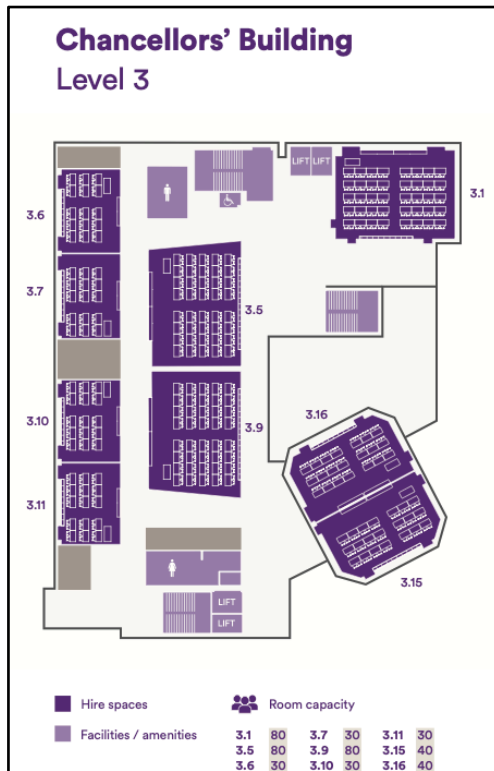 Chancellors' Building
Level 3
LIFT LIFT
3.1
3.6
3.7
3.5
3.16
3.10
3.9
3.11
3.15
LIFT
LIFT
Hire spaces
Room capacity
Facilities / amenities
3.1 80 3.7 30 3.11 30
3.5 80 3.9 80 3.15 40
3.6 30 3.10 30 3.16 40